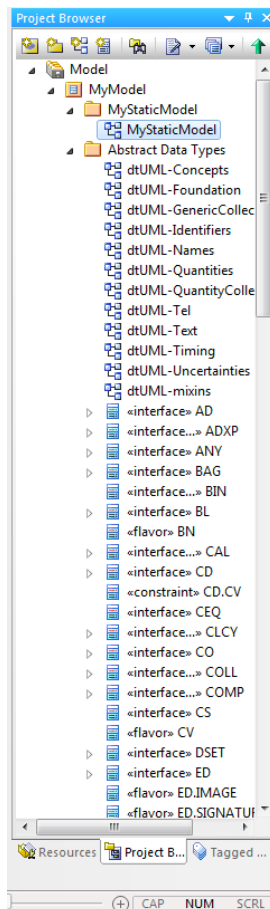 Project Browser
Model
MyModel
MyStaticModel
MyStaticModel
Abstract Data Types
dtUML-Concepts
dtUML-Foundation
dtUML-GenericCollec
dtUML-Identifiers
dtUML-Names
dtUML-Quantities
dtUML-QuantityColle
dtUML-Tel
dtUML-Text
dtUML-Timing
dtUML-Uncertainties
dtUML-mixins
«interface» AD
«interface...» ADXP
«interface» ANY
«interface» BAG
«interface...» BIN
«interface» BL
«flavor» BN
«interface...» CAL
«interface» CD
«constraint» CD.CV
«interface» CEQ
«interface...» CLCY
«interface» CO
«interface...» COLL
«interface...» COMP
«interface» CS
«flavor» CV
«interface» DSET
«interface» ED
«flavor» ED.IMAGE
«flavor» ED.SIGNATUF
Resources Project B... Tagged ...
CAP NUM SCRL